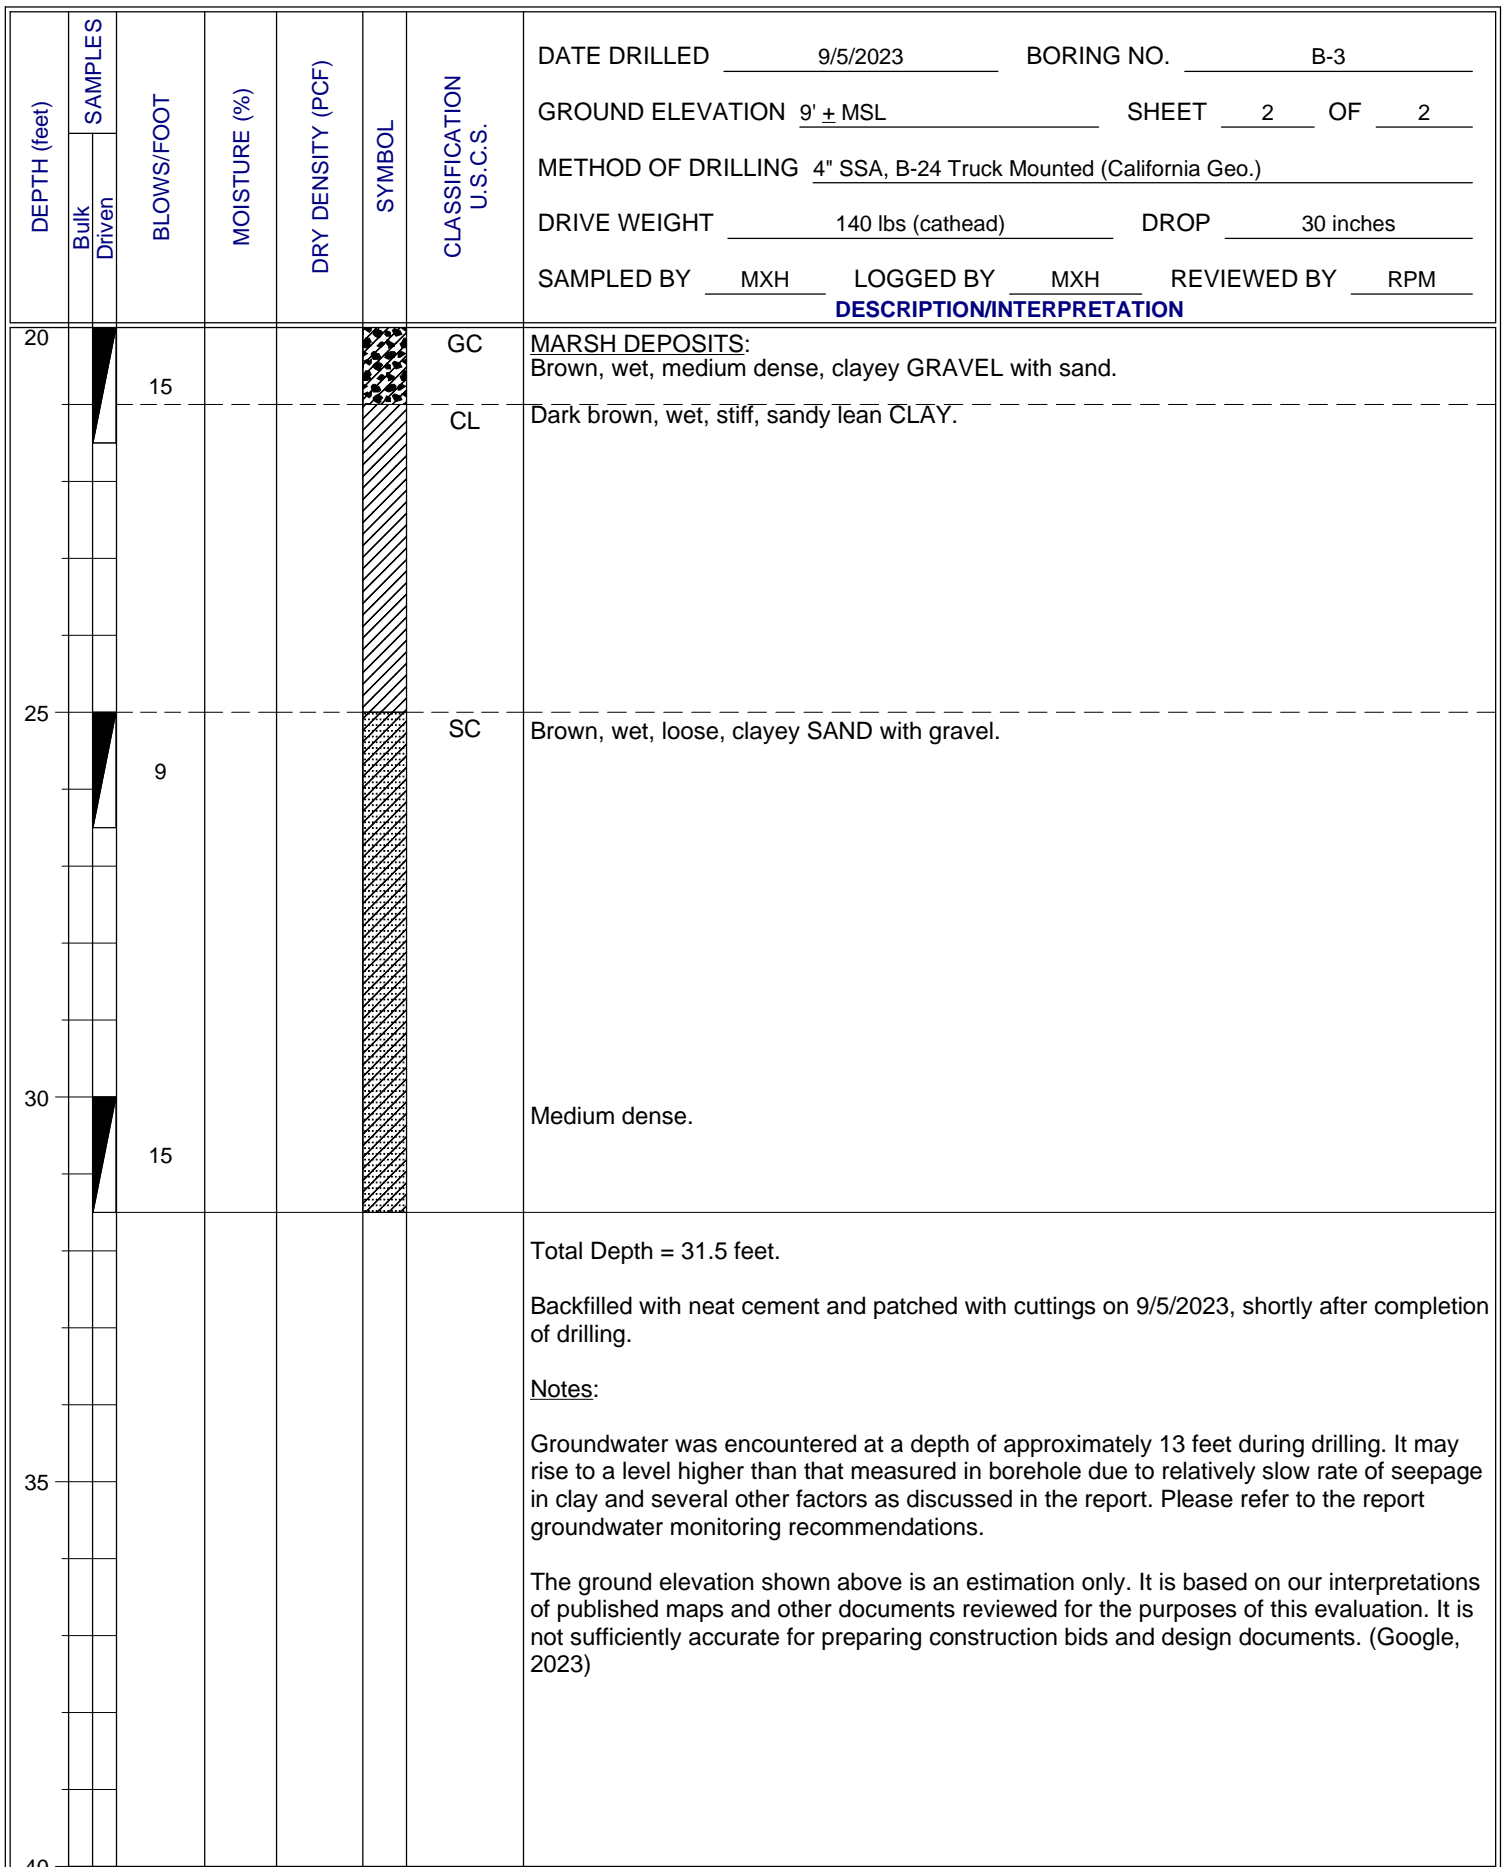 DEPTH (feet)
SAMPLES
Bulk
Driven
BLOWS/FOOT
MOISTURE (%)
DRY DENSITY (PCF)
SYMBOL
CLASSIFICATION
U.S.C.S.
DATE DRILLED 9/5/2023 BORING NO. B-3
GROUND ELEVATION 9' ± MSL SHEET 2 OF 2
METHOD OF DRILLING 4" SSA, B-24 Truck Mounted (California Geo.)
DRIVE WEIGHT 140 lbs (cathead) DROP 30 inches
SAMPLED BY MXH LOGGED BY MXH REVIEWED BY RPM
DESCRIPTION/INTERPRETATION
20 GC MARSH DEPOSITS:
Brown, wet, medium dense, clayey GRAVEL with sand.
15
CL Dark brown, wet, stiff, sandy lean CLAY.
25 SC Brown, wet, loose, clayey SAND with gravel.
9
30
Medium dense.
15
Total Depth = 31.5 feet.
Backfilled with neat cement and patched with cuttings on 9/5/2023, shortly after completion
of drilling.
Notes:
Groundwater was encountered at a depth of approximately 13 feet during drilling. It may
rise to a level higher than that measured in borehole due to relatively slow rate of seepage
35
in clay and several other factors as discussed in the report. Please refer to the report
groundwater monitoring recommendations.
The ground elevation shown above is an estimation only. It is based on our interpretations
of published maps and other documents reviewed for the purposes of this evaluation. It is
not sufficiently accurate for preparing construction bids and design documents. (Google,
2023)
40